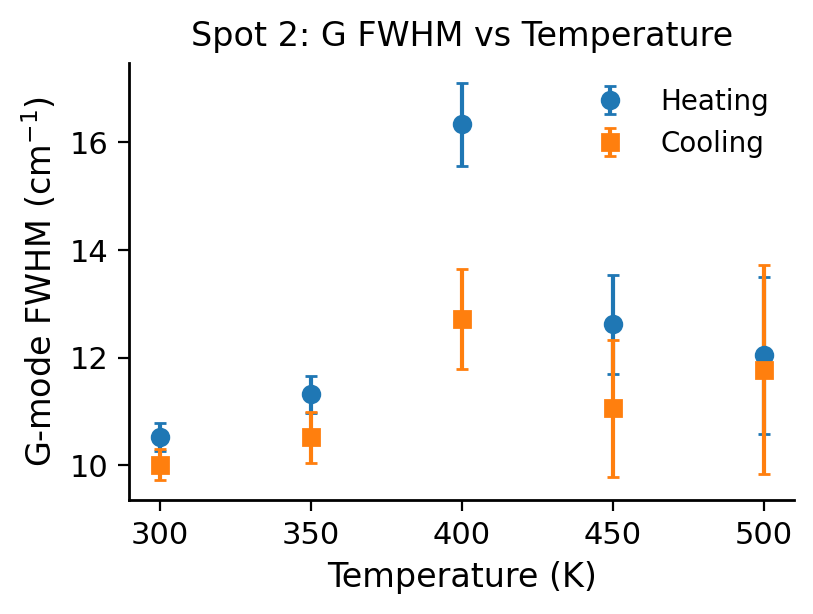 Spot 2: G FWHM vs Temperature
Heating
Cooling
G-mode FWHM (cm⁻¹)
16
14
12
10
300 350 400 450 500
Temperature (K)